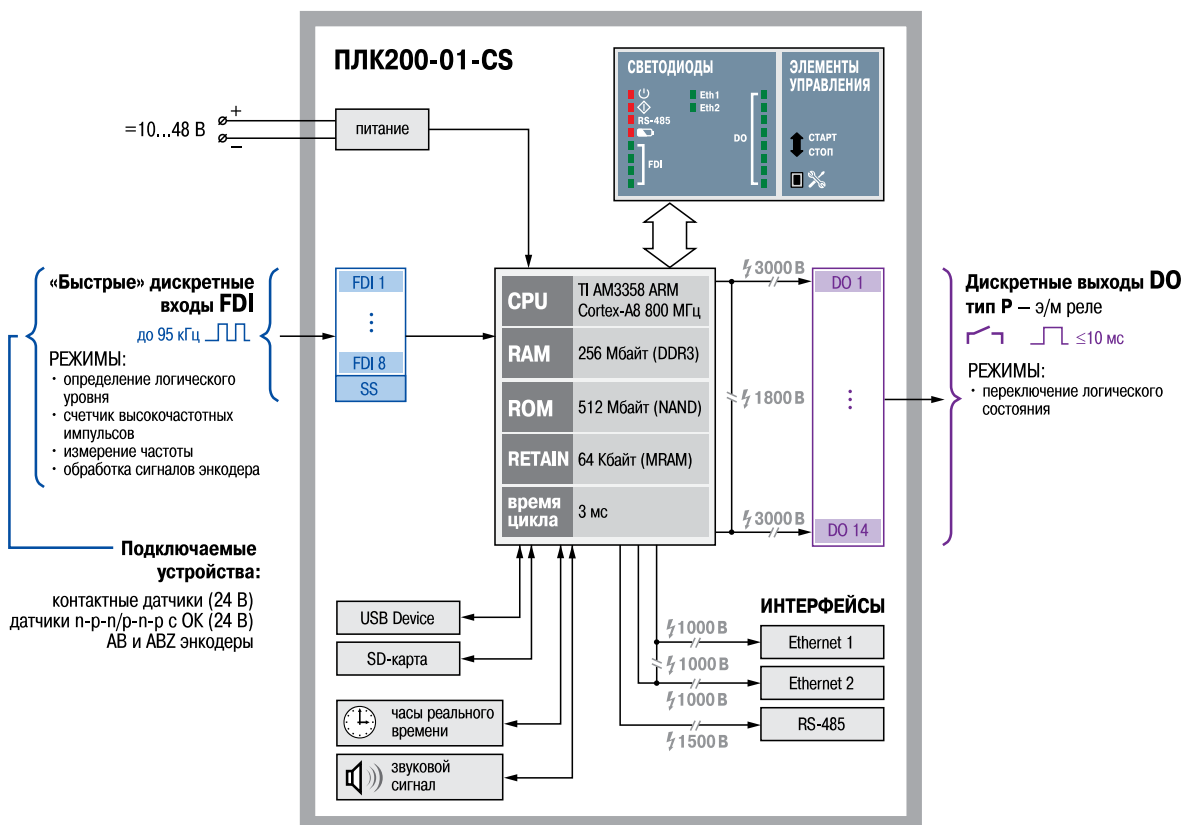 ПЛК200-01-CS
=10...48 В
+
–
питание
СВЕТОДИОДЫ
RS-485
FDI
Eth1
Eth2
DO
ЭЛЕМЕНТЫ
УПРАВЛЕНИЯ
СТАРТ
СТОП
«Быстрые» дискретные
входы FDI
до 95 кГц
РЕЖИМЫ:
· определение логического
уровня
· счетчик высокочастотных
импульсов
· измерение частоты
· обработка сигналов энкодера
Подключаемые
устройства:
контактные датчики (24 В)
датчики n-p-n/p-n-p с ОК (24 В)
AB и ABZ энкодеры
FDI 1
⋮
FDI 8
SS
CPU
TI AM3358 ARM
Cortex-A8 800 МГц
RAM
256 Мбайт (DDR3)
ROM
512 Мбайт (NAND)
RETAIN
64 Кбайт (MRAM)
время
цикла
3 мс
3000 В
1800 В
3000 В
DO 1
⋮
DO 14
Дискретные выходы DO
тип Р – э/м реле
≤10 мс
РЕЖИМЫ:
· переключение логического
состояния
USB Device
SD-карта
часы реального
времени
звуковой
сигнал
ИНТЕРФЕЙСЫ
1000 В
Ethernet 1
1000 В
Ethernet 2
1000 В
RS-485
1500 В